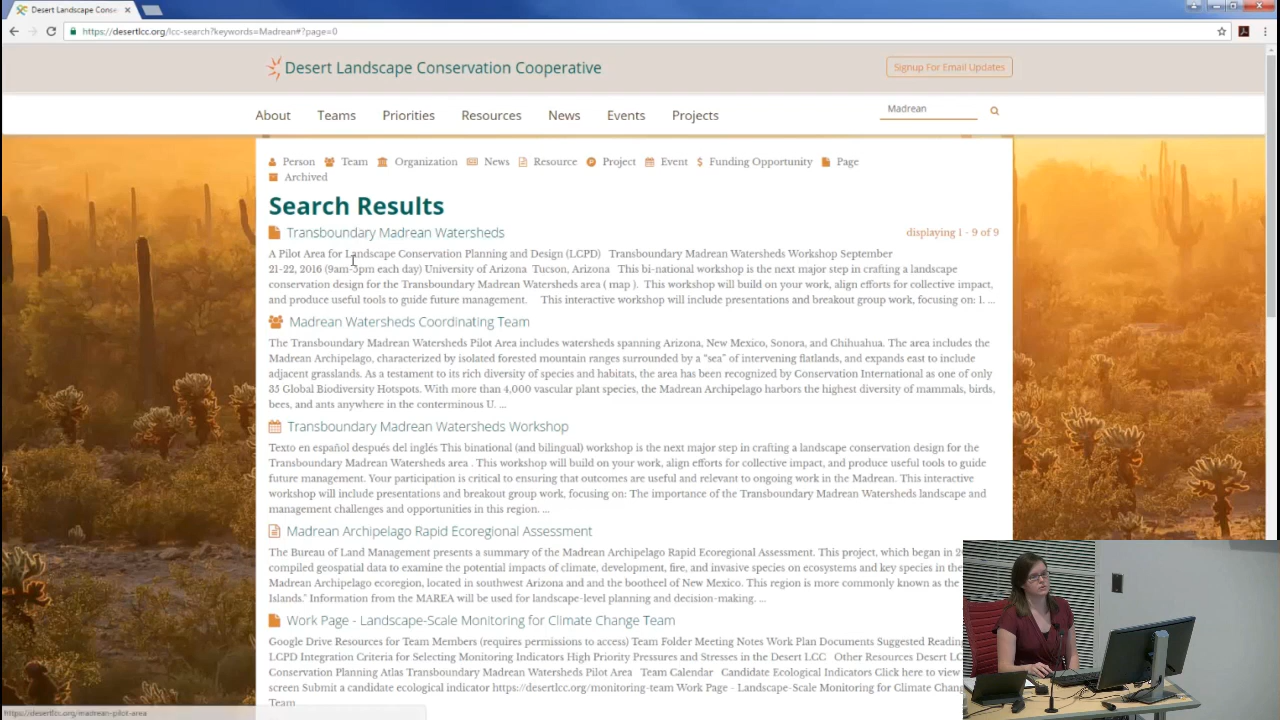 Desert Landscape Conse
https://desertlcc.org/lcc-search?keywords=Madrean#?page=0
Desert Landscape Conservation Cooperative
Signup For Email Updates
About Teams Priorities Resources News Events Projects
Madrean
Person Team Organization News Resource Project Event Funding Opportunity Page
Archived
Search Results
Transboundary Madrean Watersheds
displaying 1 - 9 of 9
A Pilot Area for Landscape Conservation Planning and Design (LCPD) Transboundary Madrean Watersheds Workshop September
21-22, 2016 (9am-5pm each day) University of Arizona Tucson, Arizona This bi-national workshop is the next major step in crafting a landscape
conservation design for the Transboundary Madrean Watersheds area ( map ). This workshop will build on your work, align efforts for collective impact,
and produce useful tools to guide future management. This interactive workshop will include presentations and breakout group work, focusing on: 1. ...
Madrean Watersheds Coordinating Team
The Transboundary Madrean Watersheds Pilot Area includes watersheds spanning Arizona, New Mexico, Sonora, and Chihuahua. The area includes the
Madrean Archipelago, characterized by isolated forested mountain ranges surrounded by a “sea” of intervening flatlands, and expands east to include
adjacent grasslands. As a testament to its rich diversity of species and habitats, the area has been recognized by Conservation International as one of only
35 Global Biodiversity Hotspots. With more than 4,000 vascular plant species, the Madrean Archipelago harbors the highest diversity of mammals, birds,
bees, and ants anywhere in the conterminous U. ...
Transboundary Madrean Watersheds Workshop
Texto en español después del inglés This binational (and bilingual) workshop is the next major step in crafting a landscape conservation design for the
Transboundary Madrean Watersheds area . This workshop will build on your work, align efforts for collective impact, and produce useful tools to guide
future management. Your participation is critical to ensuring that outcomes are useful and relevant to ongoing work in the Madrean. This interactive
workshop will include presentations and breakout group work, focusing on: The importance of the Transboundary Madrean Watersheds landscape and
management challenges and opportunities in this region. ...
Madrean Archipelago Rapid Ecoregional Assessment
The Bureau of Land Management presents a summary of the Madrean Archipelago Rapid Ecoregional Assessment. This project, which began in
compiled geospatial data to examine the potential impacts of climate, development, fire, and invasive species on ecosystems and key species in the
Madrean Archipelago ecoregion, located in southwest Arizona and and the bootheel of New Mexico. This region is more commonly known as the
Islands." Information from the MAREA will be used for landscape-level planning and decision-making. ...
Work Page - Landscape-Scale Monitoring for Climate Change Team
Google Drive Resources for Team Members (requires permissions to access) Team Folder Meeting Notes Work Plan Documents Suggested Reading
LCPD Integration Criteria for Selecting Monitoring Indicators High Priority Pressures and Stresses in the Desert LCC Other Resources Desert
Conservation Planning Atlas Transboundary Madrean Watersheds Pilot Area Team Calendar Candidate Ecological Indicators Click here to view
screen Submit a candidate ecological indicator https://desertlcc.org/monitoring-team Work Page - Landscape-Scale Monitoring for Climate Chang
Team
https://desertlcc.org/madrean-pilot-area